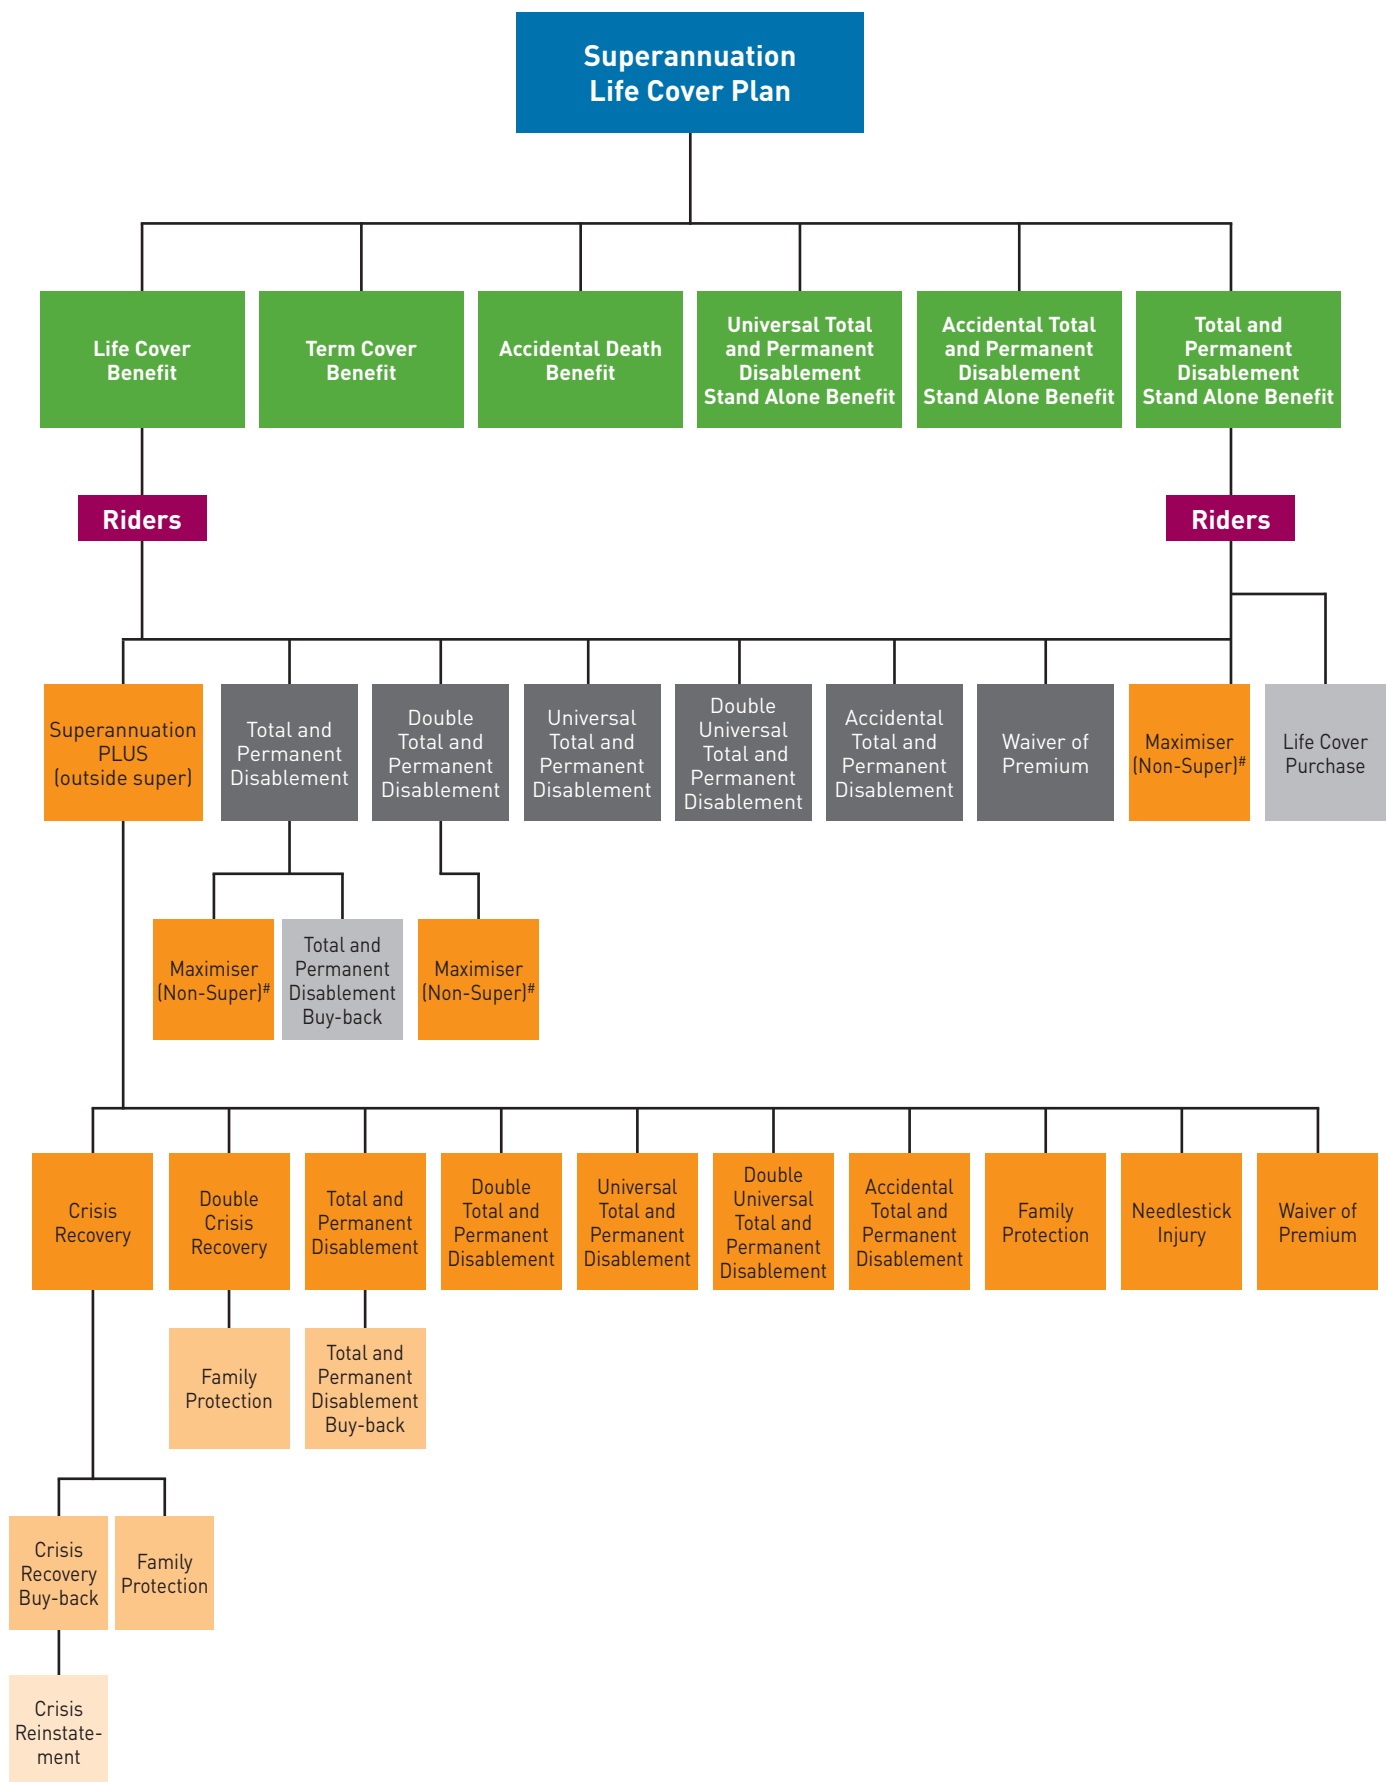 Superannuation
Life Cover Plan
Life Cover
Benefit
Term Cover
Benefit
Accidental Death
Benefit
Universal Total
and Permanent
Disablement
Stand Alone Benefit
Accidental Total
and Permanent
Disablement
Stand Alone Benefit
Total and
Permanent
Disablement
Stand Alone Benefit
Riders
Riders
Superannuation
PLUS
(outside super)
Total and
Permanent
Disablement
Double
Total and
Permanent
Disablement
Universal
Total and
Permanent
Disablement
Double
Universal
Total and
Permanent
Disablement
Accidental
Total and
Permanent
Disablement
Waiver of
Premium
Maximiser
(Non-Super)#
Life Cover
Purchase
Maximiser
(Non-Super)#
Total and
Permanent
Disablement
Buy-back
Maximiser
(Non-Super)#
Crisis
Recovery
Double
Crisis
Recovery
Total and
Permanent
Disablement
Double
Total and
Permanent
Disablement
Universal
Total and
Permanent
Disablement
Double
Universal
Total and
Permanent
Disablement
Accidental
Total and
Permanent
Disablement
Family
Protection
Needlestick
Injury
Waiver of
Premium
Family
Protection
Total and
Permanent
Disablement
Buy-back
Crisis
Recovery
Buy-back
Family
Protection
Crisis
Reinstate-
ment